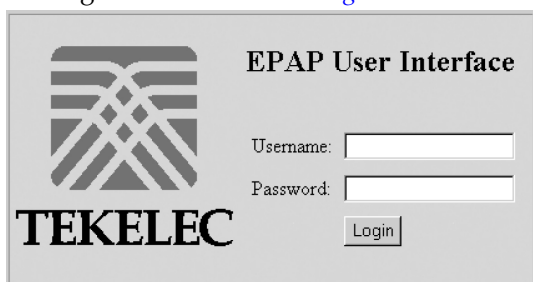 EPAP User Interface
Username:
Password:
TEKELEC
Login